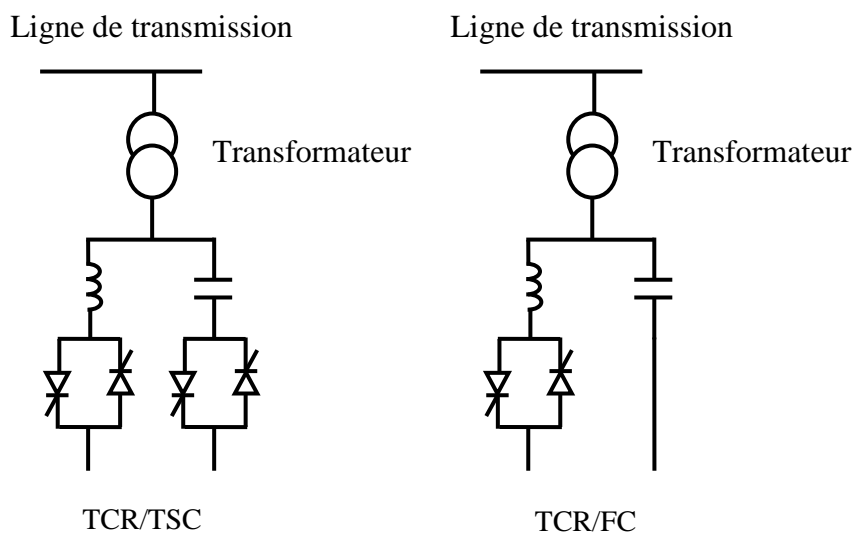 Ligne de transmission
Ligne de transmission
Transformateur
Transformateur
TCR/TSC
TCR/FC